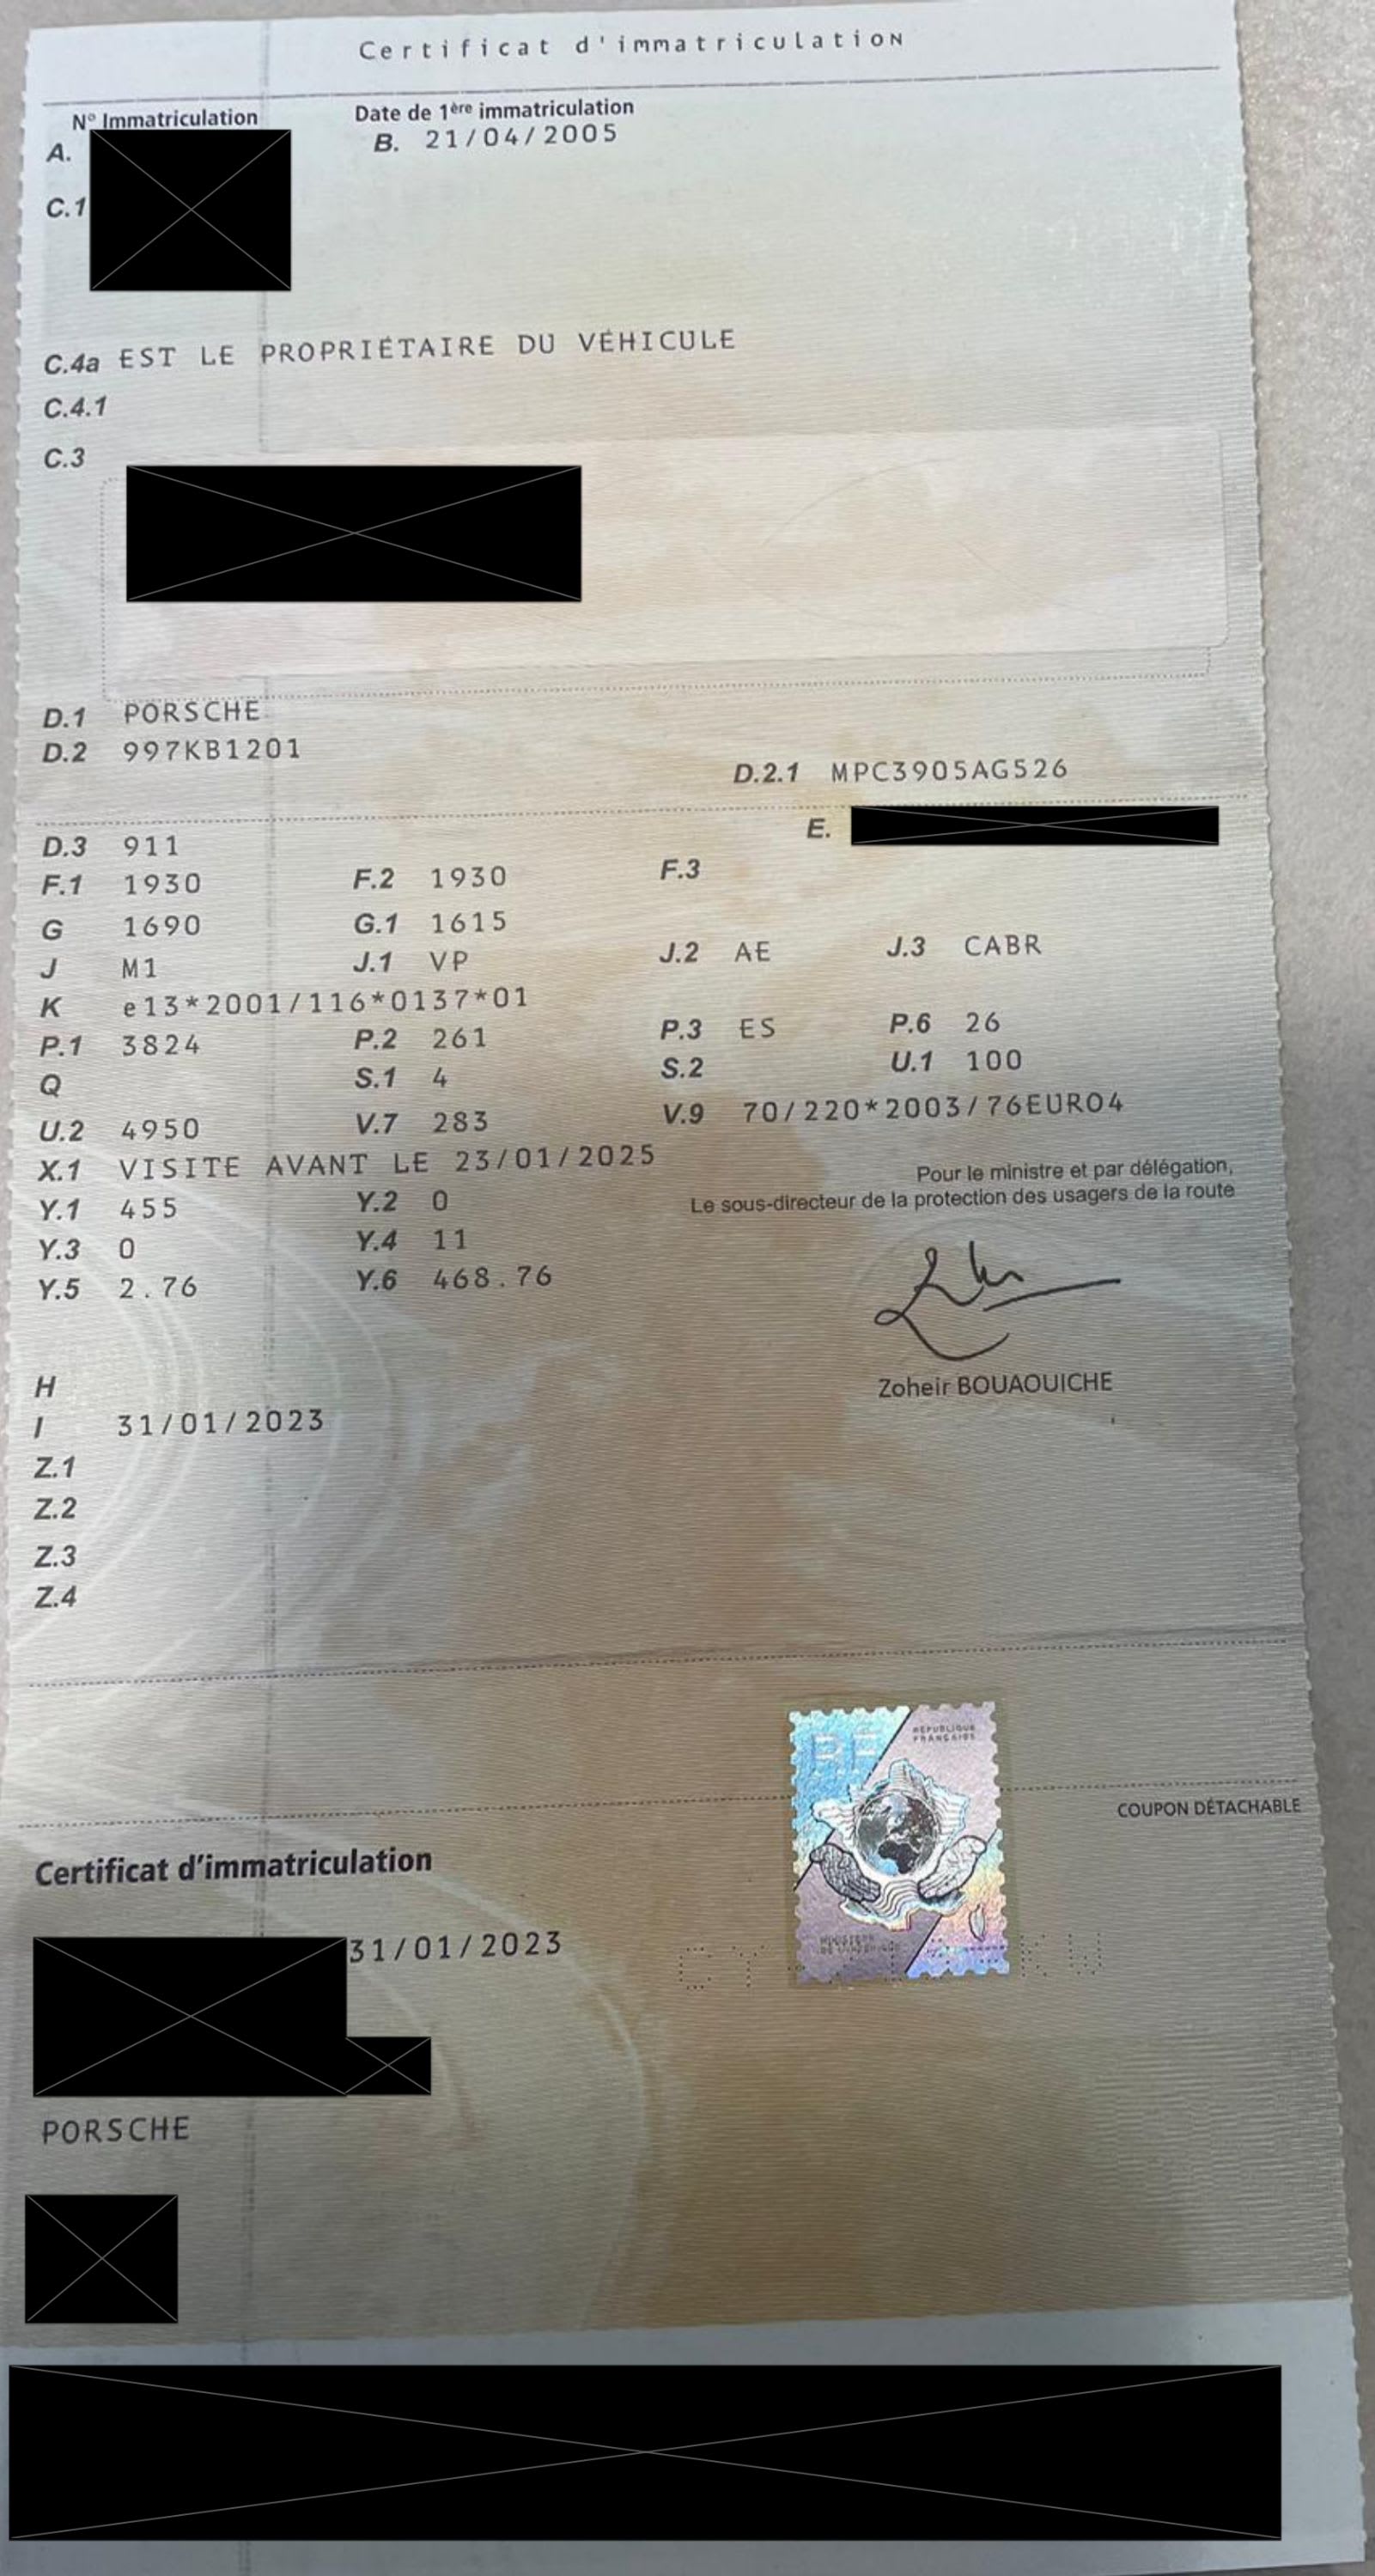 Certificat d'immatriculation
N° Immatriculation Date de 1ère immatriculation
A. B. 21/04/2005
C.1
C.4a EST LE PROPRIÉTAIRE DU VÉHICULE
C.4.1
C.3
D.1 PORSCHE
D.2 997KB1201
D.2.1 MPC3905AG526
E.
D.3 911
F.1 1930 F.2 1930 F.3
G 1690 G.1 1615
J M1 J.1 VP J.2 AE J.3 CABR
K e13*2001/116*0137*01
P.1 3824 P.2 261 P.3 ES P.6 26
Q S.1 4 S.2 U.1 100
U.2 4950 V.7 283 V.9 70/220*2003/76EURO4
X.1 VISITE AVANT LE 23/01/2025
Pour le ministre et par délégation,
Le sous-directeur de la protection des usagers de la route
Y.1 455 Y.2 0
Y.3 0 Y.4 11
Y.5 2.76 Y.6 468.76
Zoheir BOUAOUICHE
H
I 31/01/2023
Z.1
Z.2
Z.3
Z.4
RF
RÉPUBLIQUE
FRANÇAISE
COUPON DÉTACHABLE
Certificat d'immatriculation
31/01/2023
PORSCHE